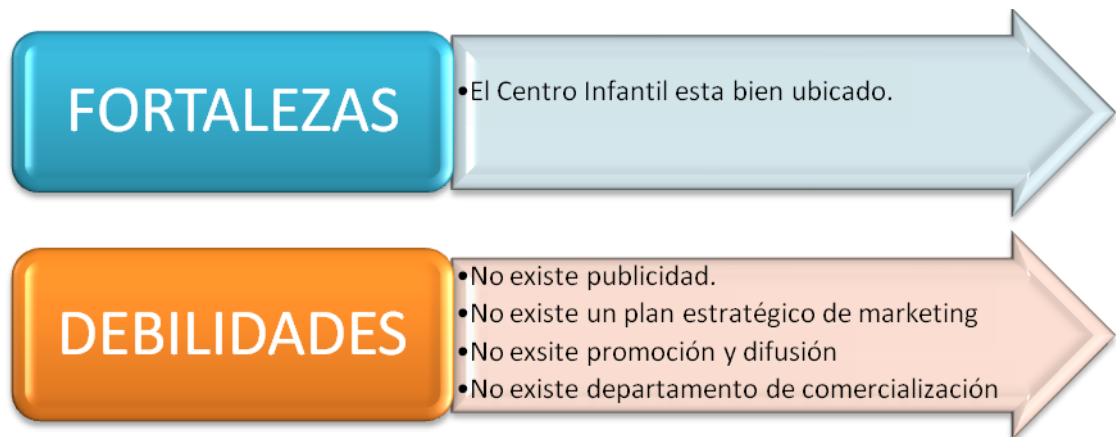 FORTALEZAS
•El Centro Infantil esta bien ubicado.
DEBILIDADES
•No existe publicidad.
•No existe un plan estratégico de marketing
•No exsite promoción y difusión
•No existe departamento de comercialización